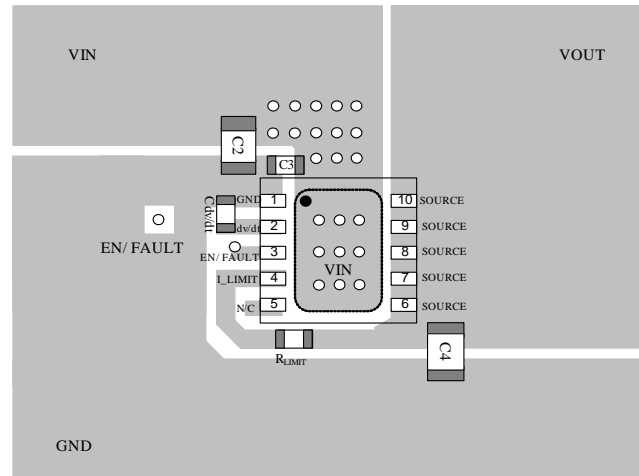 VIN
VOUT
C2
C3
Cdv/dt
GND
1
10
SOURCE
dv/dt
2
9
SOURCE
EN/ FAULT
EN/ FAULT
3
VIN
8
SOURCE
I_LIMIT
4
7
SOURCE
N/C
5
6
SOURCE
RLIMIT
C4
GND